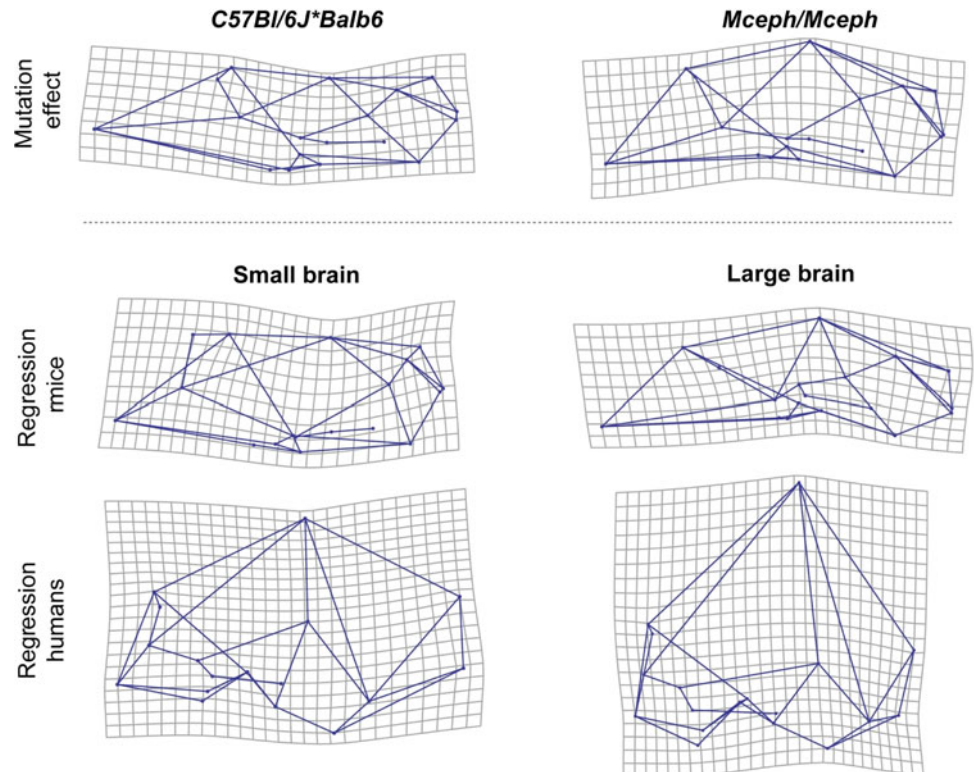 C57Bl/6J*Balb6
Mceph/Mceph
Mutation
effect
Small brain
Large brain
Regression
mice
Regression
humans